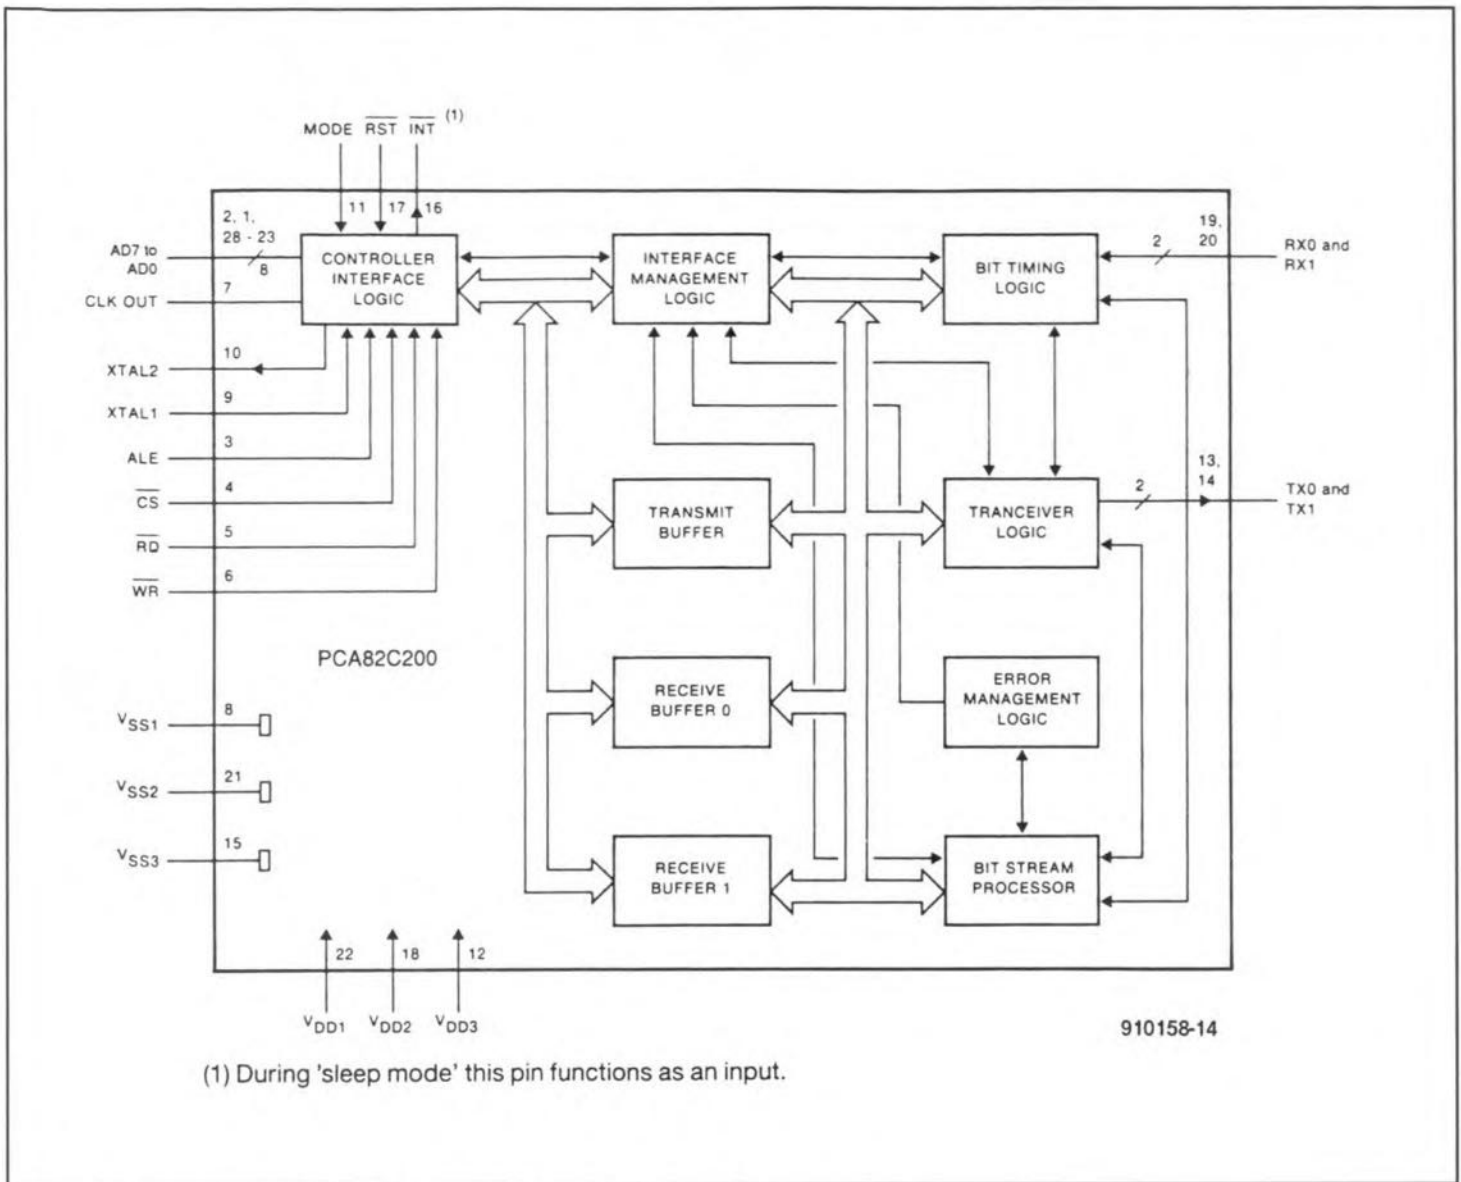 MODE RST INT (1)
11 17 16
2, 1,
28 - 23
8
AD7 to
AD0
7
CLK OUT
10
XTAL2
9
XTAL1
3
ALE
4
CS
5
RD
6
WR
CONTROLLER
INTERFACE
LOGIC
INTERFACE
MANAGEMENT
LOGIC
BIT TIMING
LOGIC
2
19,
20
RX0 and
RX1
TRANSMIT
BUFFER
TRANCEIVER
LOGIC
2
13,
14
TX0 and
TX1
PCA82C200
RECEIVE
BUFFER 0
ERROR
MANAGEMENT
LOGIC
8
VSS1
21
VSS2
15
VSS3
RECEIVE
BUFFER 1
BIT STREAM
PROCESSOR
22 18 12
VDD1 VDD2 VDD3
910158-14
(1) During 'sleep mode' this pin functions as an input.